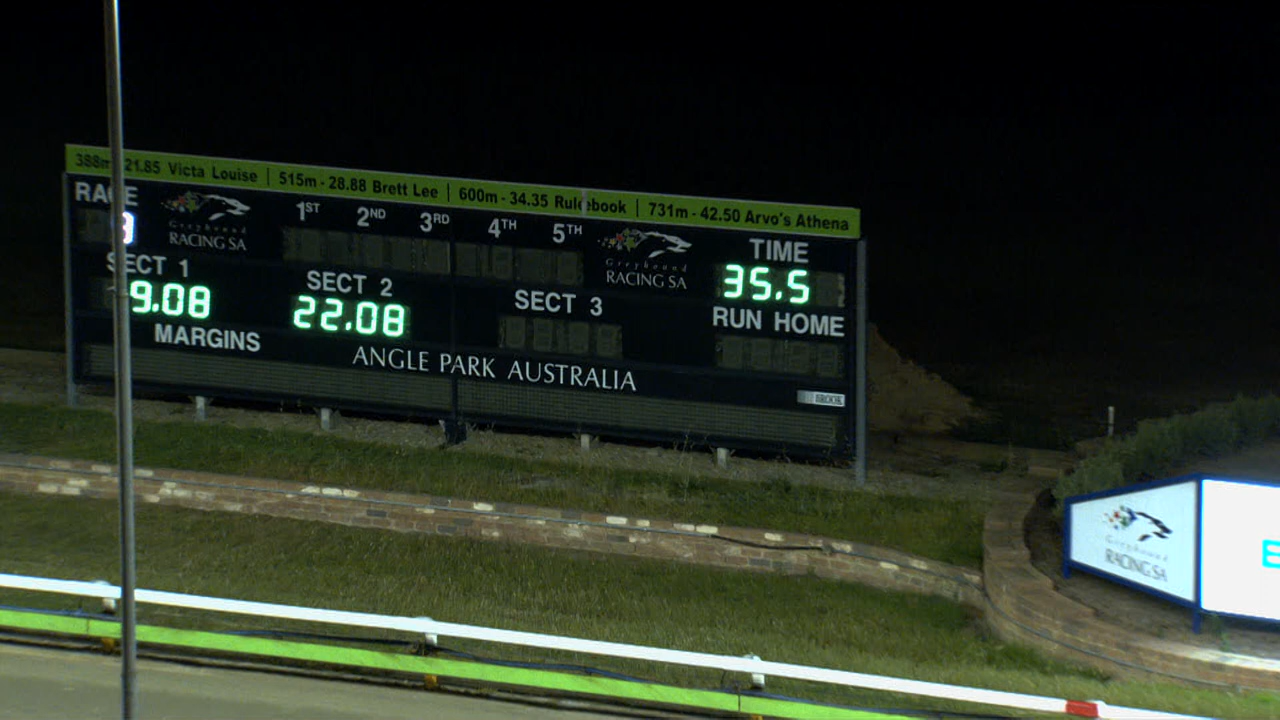 388m - 21.85 Victa Louise | 515m - 28.88 Brett Lee | 600m - 34.35 Rulebook | 731m - 42.50 Arvo's Athena
RACE
Greyhound
RACING SA
1ST 2ND 3RD 4TH 5TH
Greyhound
RACING SA
TIME
35.5
SECT 1
9.08
SECT 2
22.08
SECT 3
RUN HOME
MARGINS
ANGLE PARK AUSTRALIA
Greyhound
RACING SA